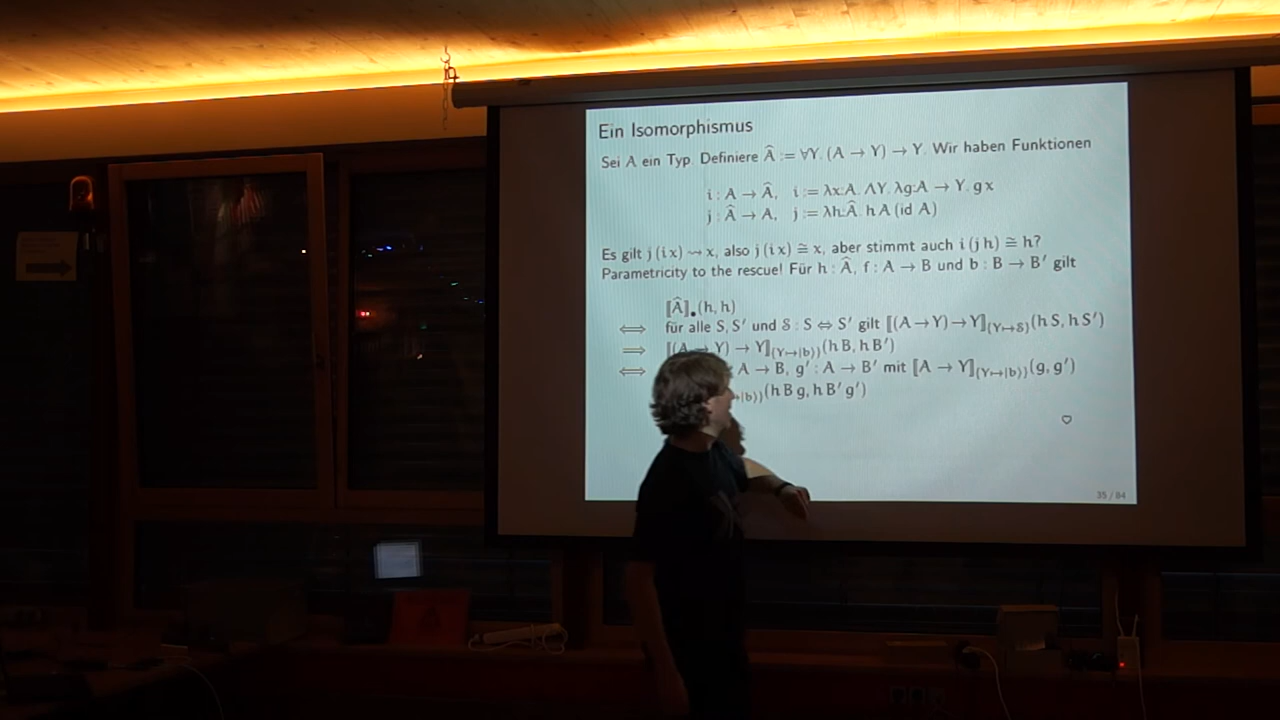 Ein Isomorphismus
Sei A ein Typ. Definiere Â := ∀Y. (A → Y) → Y. Wir haben Funktionen
i : A → Â, i := λx:A. ΛY. λg:A → Y. g x
j : Â → A, j := λh:Â. h A (id A)
Es gilt j (i x) ⇝ x, also j (i x) ≅ x, aber stimmt auch i (j h) ≅ h?
Parametricity to the rescue! Für h : Â, f : A → B und b : B → B′ gilt
⟦Â⟧•(h, h)
⟺ für alle S, S′ und 𝒮 : S ⇔ S′ gilt ⟦(A → Y) → Y⟧{Y↦𝒮}(h S, h S′)
⟹ ⟦(A → Y) → Y⟧{Y↦⟨b⟩}(h B, h B′)
⟺ A → B, g′ : A → B′ mit ⟦A → Y⟧{Y↦⟨b⟩}(g, g′)
↦⟨b⟩}(h B g, h B′ g′)
♡
35 / 84